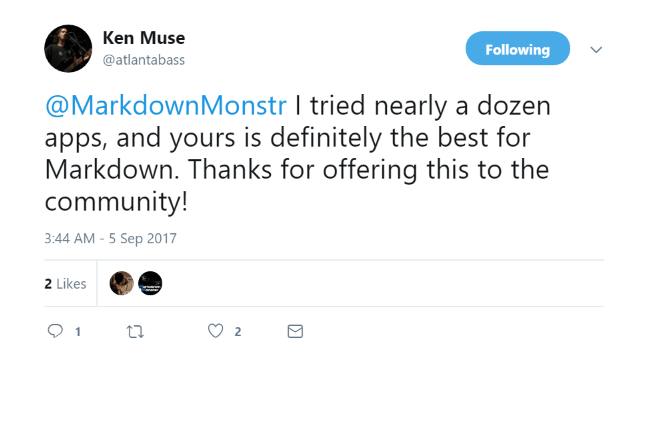 Ken Muse
@atlantabass
Following
@MarkdownMonstr I tried nearly a dozen
apps, and yours is definitely the best for
Markdown. Thanks for offering this to the
community!
3:44 AM - 5 Sep 2017
2 Likes
1
2